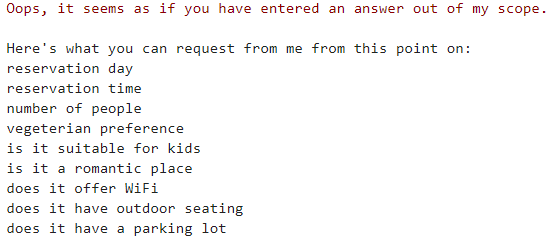 Oops, it seems as if you have entered an answer out of my scope.
Here's what you can request from me from this point on:
reservation day
reservation time
number of people
vegeterian preference
is it suitable for kids
is it a romantic place
does it offer WiFi
does it have outdoor seating
does it have a parking lot